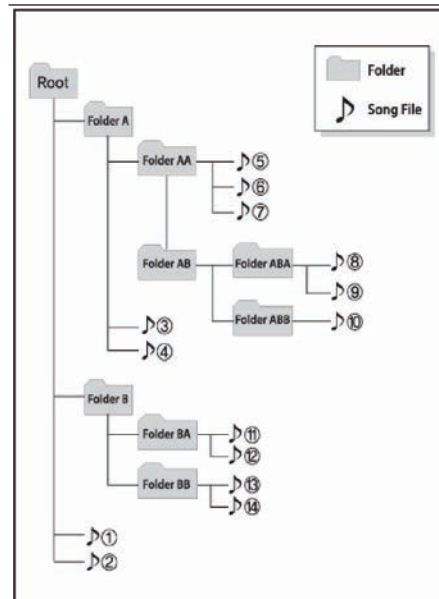 Root
Folder
Song File
Folder A
Folder AA ⑤
⑥
⑦
Folder AB Folder ABA ⑧
⑨
Folder ABB ⑩
③
④
Folder B
Folder BA ⑪
⑫
Folder BB ⑬
⑭
①
②